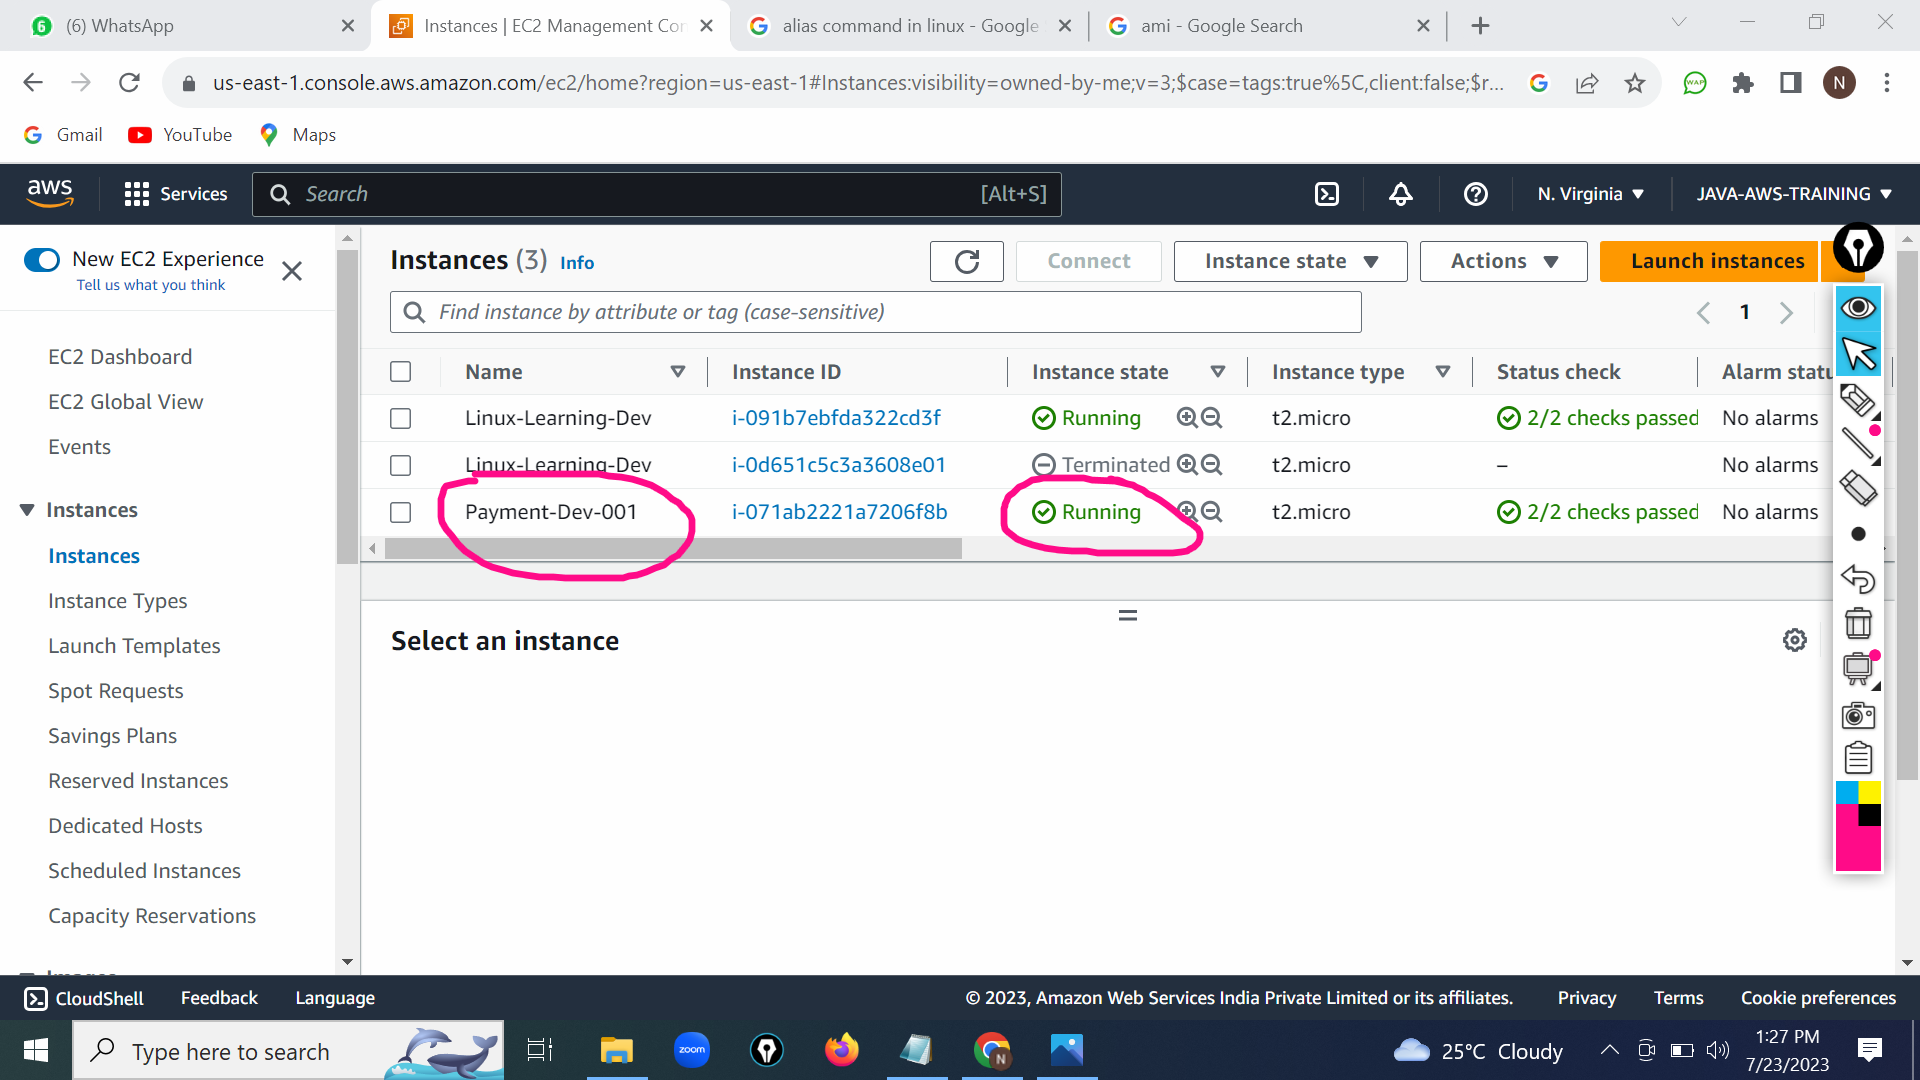 (6) WhatsApp
Instances | EC2 Management Cor
alias command in linux - Google
ami - Google Search
us-east-1.console.aws.amazon.com/ec2/home?region=us-east-1#Instances:visibility=owned-by-me;v=3;$case=tags:true%5C,client:false;$r...
N
Gmail
YouTube
Maps
aws
Services
Search
[Alt+S]
N. Virginia
JAVA-AWS-TRAINING
New EC2 Experience
Tell us what you think
EC2 Dashboard
EC2 Global View
Events
Instances
Instances
Instance Types
Launch Templates
Spot Requests
Savings Plans
Reserved Instances
Dedicated Hosts
Scheduled Instances
Capacity Reservations
Instances (3) Info
Connect
Instance state
Actions
Launch instances
Find instance by attribute or tag (case-sensitive)
1
Name Instance ID Instance state Instance type Status check Alarm statu
Linux-Learning-Dev i-091b7ebfda322cd3f Running t2.micro 2/2 checks passed No alarms
Linux-Learning-Dev i-0d651c5c3a3608e01 Terminated t2.micro – No alarms
Payment-Dev-001 i-071ab2221a7206f8b Running t2.micro 2/2 checks passed No alarms
Select an instance
CloudShell Feedback Language © 2023, Amazon Web Services India Private Limited or its affiliates. Privacy Terms Cookie preferences
Type here to search
zoom
N
25°C Cloudy
1:27 PM
7/23/2023